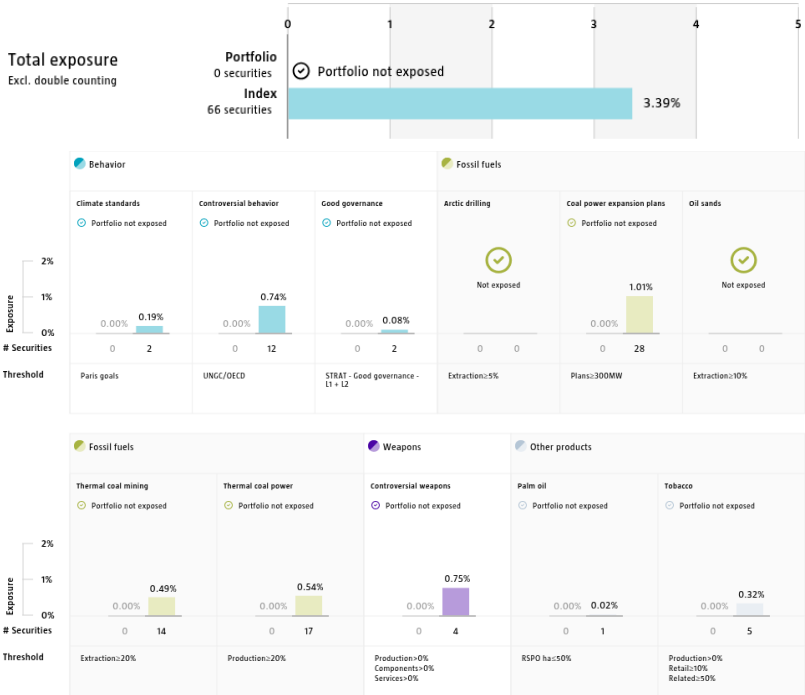 0 1 2 3 4 5
Total exposure
Excl. double counting
Portfolio
0 securities
Portfolio not exposed
Index
66 securities
3.39%
Behavior
Fossil fuels
Climate standards
Controversial behavior
Good governance
Arctic drilling
Coal power expansion plans
Oil sands
Portfolio not exposed
Portfolio not exposed
Portfolio not exposed
Portfolio not exposed
Not exposed
Not exposed
Exposure
2%
1%
0%
0.00% 0.19%
0.00% 0.74%
0.00% 0.08%
0.00% 1.01%
# Securities
0 2
0 12
0 2
0 0
0 28
0 0
Threshold
Paris goals
UNGC/OECD
STRAT - Good governance -
L1 + L2
Extraction≥5%
Plans≥300MW
Extraction≥10%
Fossil fuels
Weapons
Other products
Thermal coal mining
Thermal coal power
Controversial weapons
Palm oil
Tobacco
Portfolio not exposed
Portfolio not exposed
Portfolio not exposed
Portfolio not exposed
Portfolio not exposed
Exposure
2%
1%
0%
0.00% 0.49%
0.00% 0.54%
0.00% 0.75%
0.00% 0.02%
0.00% 0.32%
# Securities
0 14
0 17
0 4
0 1
0 5
Threshold
Extraction≥20%
Production≥20%
Production>0%
Components>0%
Services>0%
RSPO ha≤50%
Production>0%
Retail≥10%
Related≥50%